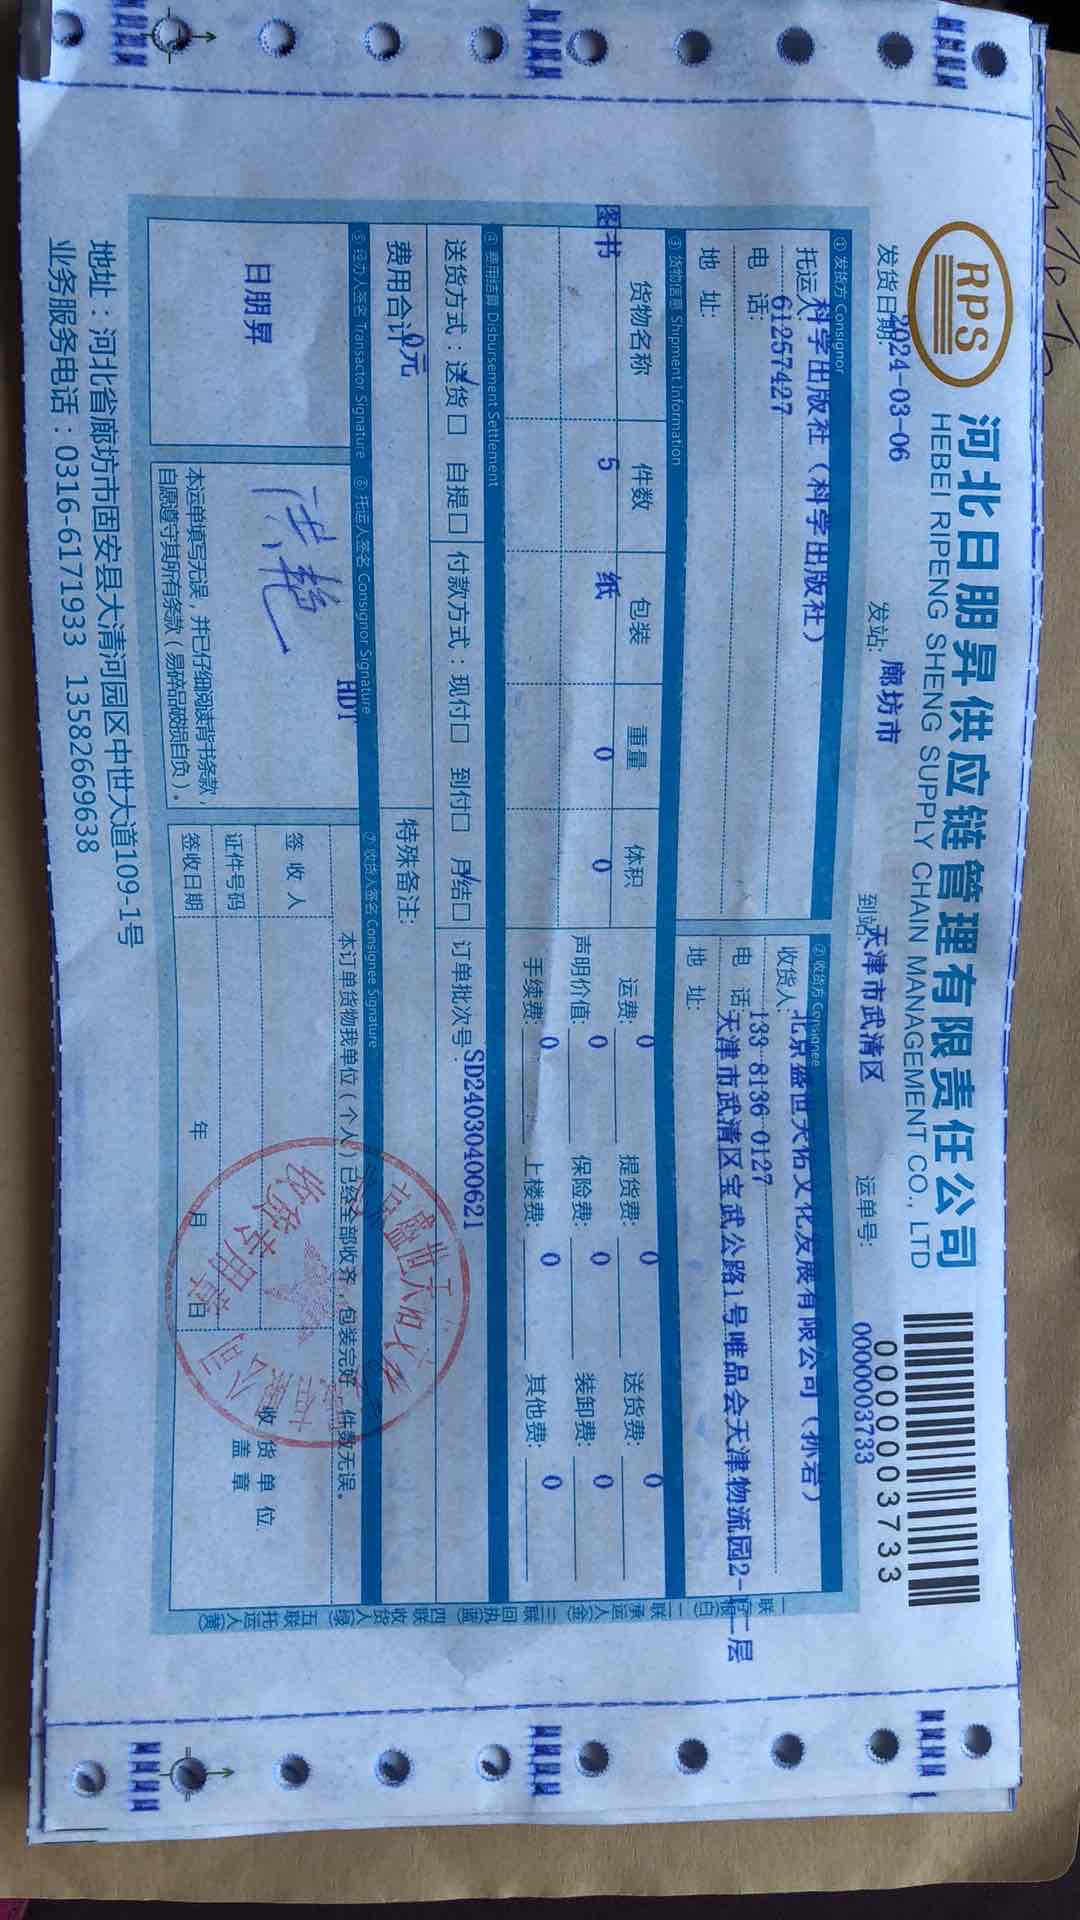 RPS
河北日朋昇供应链管理有限责任公司
HEBEI RIPENG SHENG SUPPLY CHAIN MANAGEMENT CO., LTD
0000003733
发货日期: 2024-03-06
发站: 廊坊市
到站: 天津市武清区
运单号: 0000003733
① 发货方 Consignor
托运人: 科学出版社（科学出版社）
电 话: 61257427
地 址:
② 收货方 Consignee
收货人: 北京盛世天佑文化发展有限公司（孙岩）
电 话: 133-8136-0127
地 址: 天津市武清区宝武公路1号唯品会天津物流园2-二层
③ 货物信息 Shipment Information
货物名称 件数 包装 重量 体积
图书 5 纸 0 0
运费: 0 提货费: 0 送货费: 0
声明价值: 0 保险费: 0 装卸费: 0
手续费: 0 上楼费: 0 其他费: 0
④ 费用结算 Disbursement Settlement
送货方式：送货☐ 自提☐ 付款方式：现付☐ 到付☐ 月结☐ 订单批次号: SD24030400621
费用合计: 0元
特殊备注:
⑤ 经办人签名 Transactor Signature
日朋昇
⑥ 托运人签名 Consignor Signature
HDT
本运单填写无误，并已仔细阅读背书条款，
自愿遵守其所有条款（易碎品破损自负）。
⑦ 收货人签名 Consignee Signature
本订单货物我单位（个人）已经全部收齐，包装完好，件数无误。
签 收 人
证件号码
签收日期 年 月 日
收 货 单 位
盖 章
地址：河北省廊坊市固安县大清河园区中世大道109-1号
业务服务电话：0316-6171933 13582669638